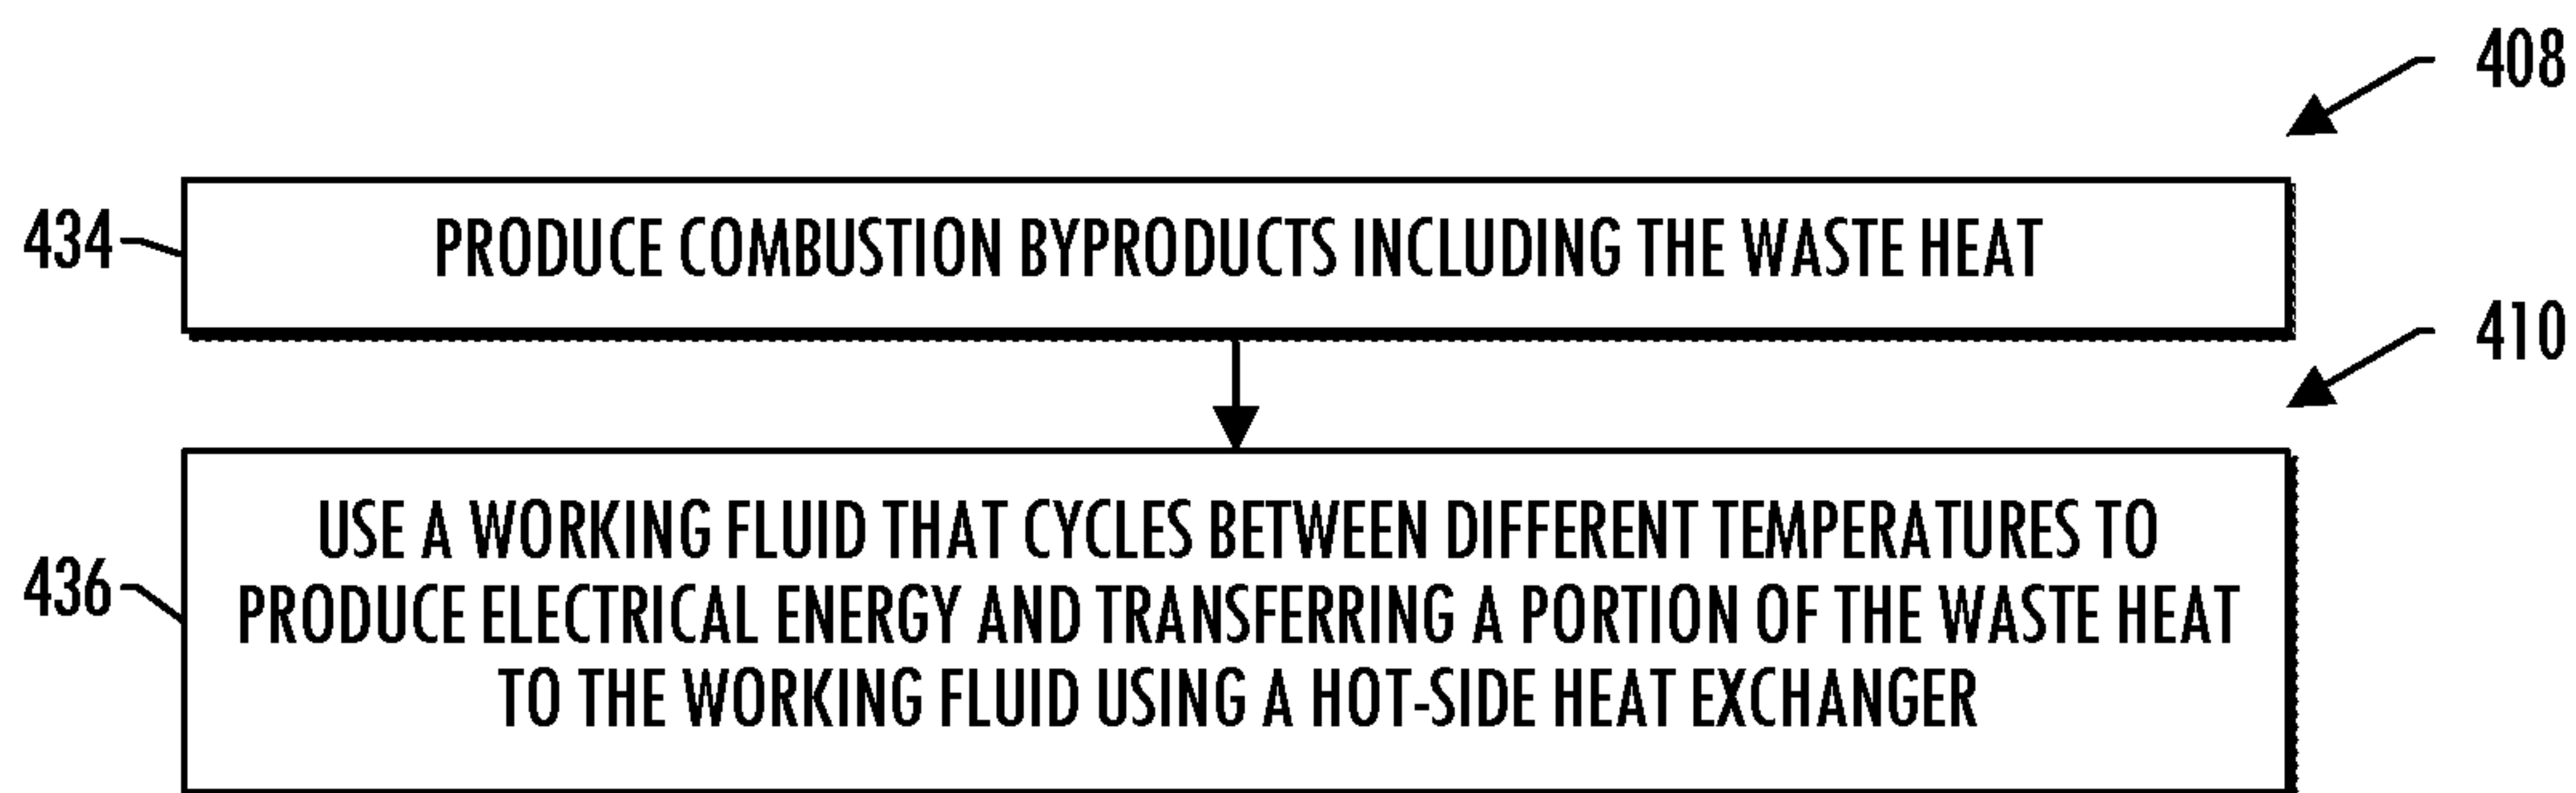 408
434
PRODUCE COMBUSTION BYPRODUCTS INCLUDING THE WASTE HEAT
410
436
USE A WORKING FLUID THAT CYCLES BETWEEN DIFFERENT TEMPERATURES TO
PRODUCE ELECTRICAL ENERGY AND TRANSFERRING A PORTION OF THE WASTE HEAT
TO THE WORKING FLUID USING A HOT-SIDE HEAT EXCHANGER